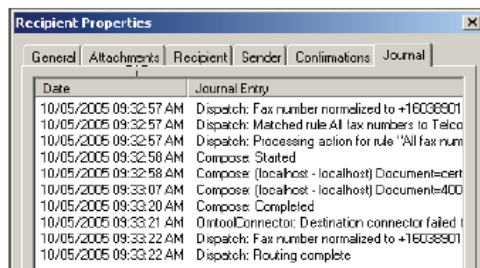 Recipient Properties
General Attachments Recipient Sender Confirmations Journal
Date Journal Entry
10/05/2005 09:32:57 AM Dispatch: Fax number normalized to +16038901
10/05/2005 09:32:57 AM Dispatch: Matched rule All fax numbers to Telco
10/05/2005 09:32:57 AM Dispatch: Processing action for rule "All fax num
10/05/2005 09:32:58 AM Compose: Started
10/05/2005 09:32:58 AM Compose: (localhost - localhost) Document=cert
10/05/2005 09:33:07 AM Compose: (localhost - localhost) Document=400
10/05/2005 09:33:20 AM Compose: Completed
10/05/2005 09:33:21 AM OmtoolConnector: Destination connector failed t
10/05/2005 09:33:22 AM Dispatch: Fax number normalized to +16038901
10/05/2005 09:33:22 AM Dispatch: Routing complete